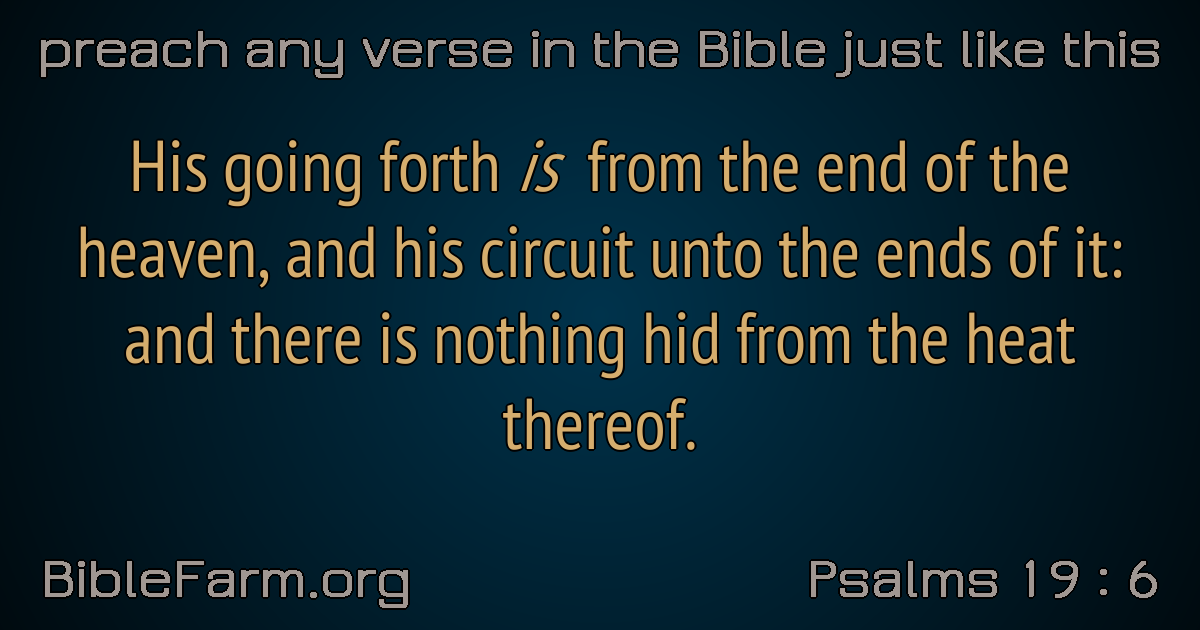 preach any verse in the Bible just like this
His going forth is from the end of the
heaven, and his circuit unto the ends of it:
and there is nothing hid from the heat
thereof.
BibleFarm.org
Psalms 19 : 6